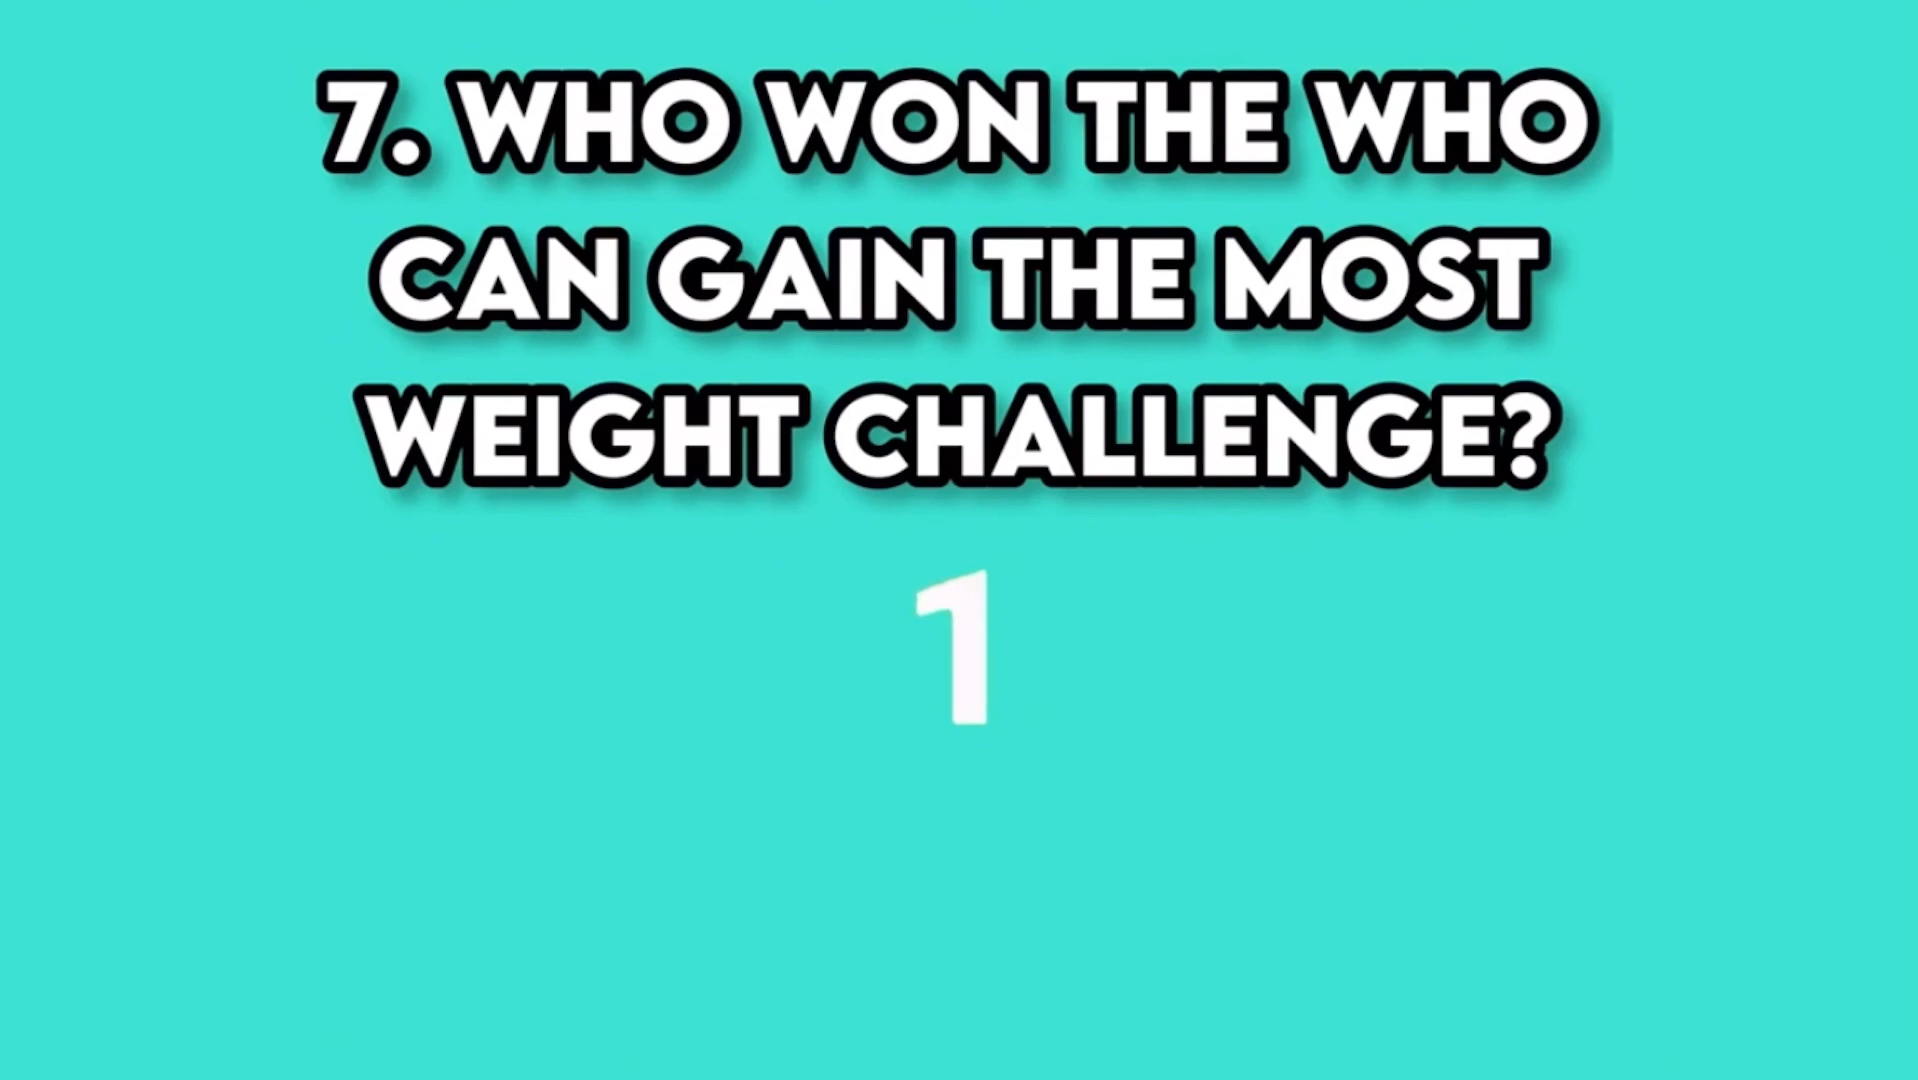 7. WHO WON THE WHO
CAN GAIN THE MOST
WEIGHT CHALLENGE?
1